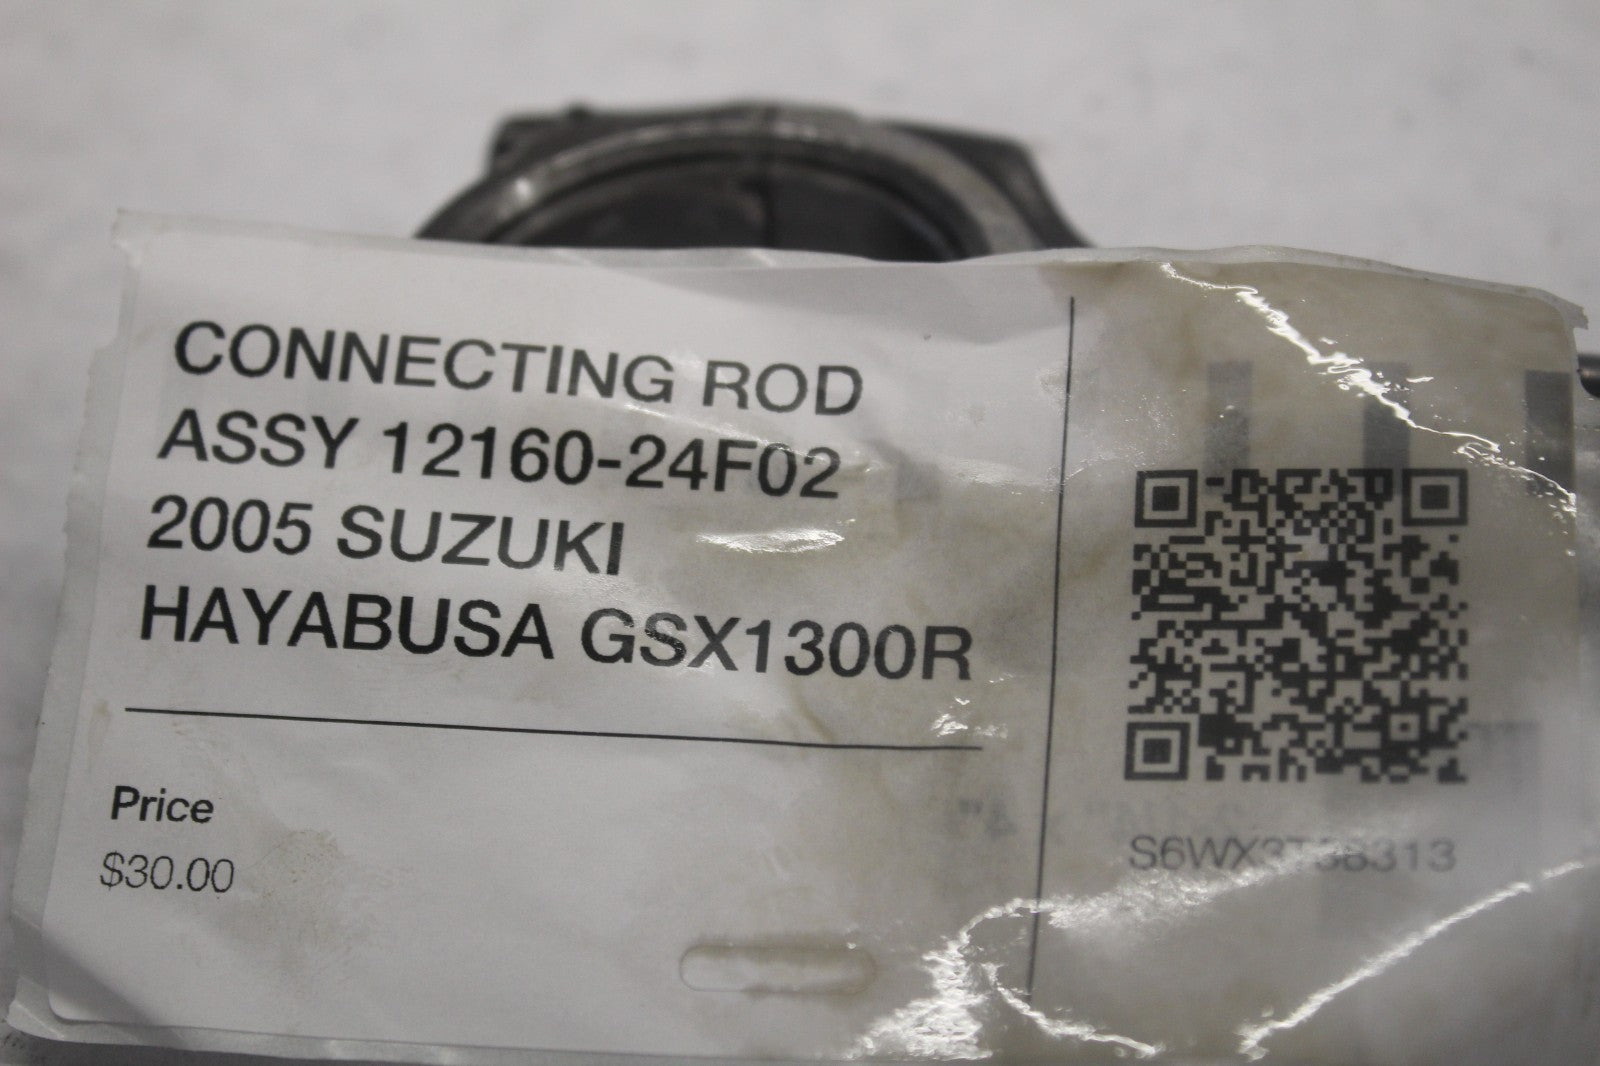 CONNECTING ROD
ASSY 12160-24F02
2005 SUZUKI
HAYABUSA GSX1300R
Price
$30.00